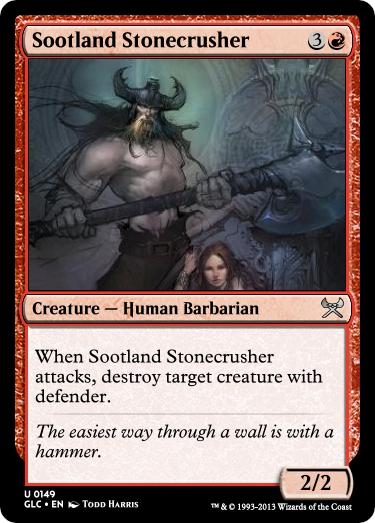 Sootland Stonecrusher 3
Creature — Human Barbarian
When Sootland Stonecrusher
attacks, destroy target creature with
defender.
The easiest way through a wall is with a
hammer.
2/2
U 0149
GLC • EN Todd Harris
™ & © 1993-2013 Wizards of the Coast